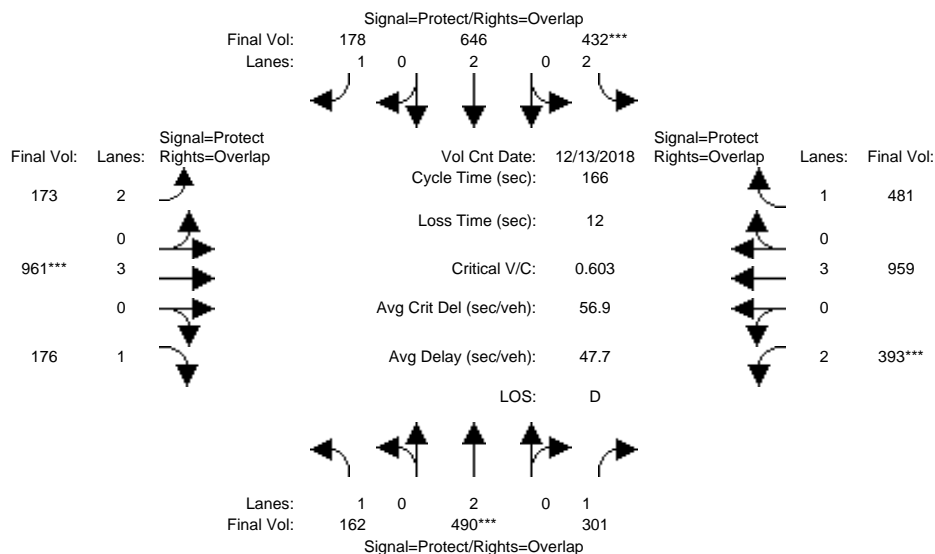 Signal=Protect/Rights=Overlap
Final Vol: 178 646 432***
Lanes: 1 0 2 0 2
Signal=Protect
Final Vol: Lanes: Rights=Overlap
Vol Cnt Date: 12/13/2018
Signal=Protect
Rights=Overlap Lanes: Final Vol:
Cycle Time (sec): 166
173 2
1 481
Loss Time (sec): 12
0
0
961*** 3
Critical V/C: 0.603
3 959
0
Avg Crit Del (sec/veh): 56.9
0
176 1
Avg Delay (sec/veh): 47.7
2 393***
LOS: D
Lanes: 1 0 2 0 1
Final Vol: 162 490*** 301
Signal=Protect/Rights=Overlap